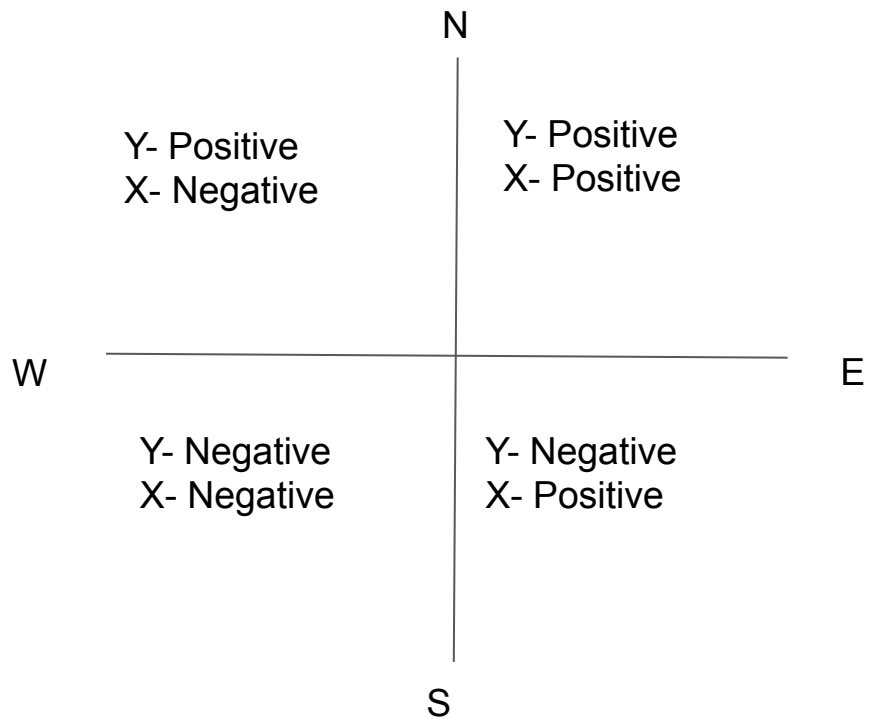 N
Y- Positive
X- Negative
Y- Positive
X- Positive
W
E
Y- Negative
X- Negative
Y- Negative
X- Positive
S